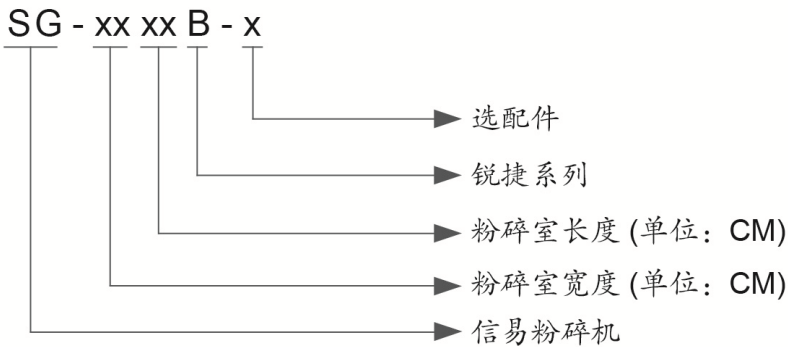 SG - xx xx B - x
选配件
锐捷系列
粉碎室长度 (单位：CM)
粉碎室宽度 (单位：CM)
信易粉碎机